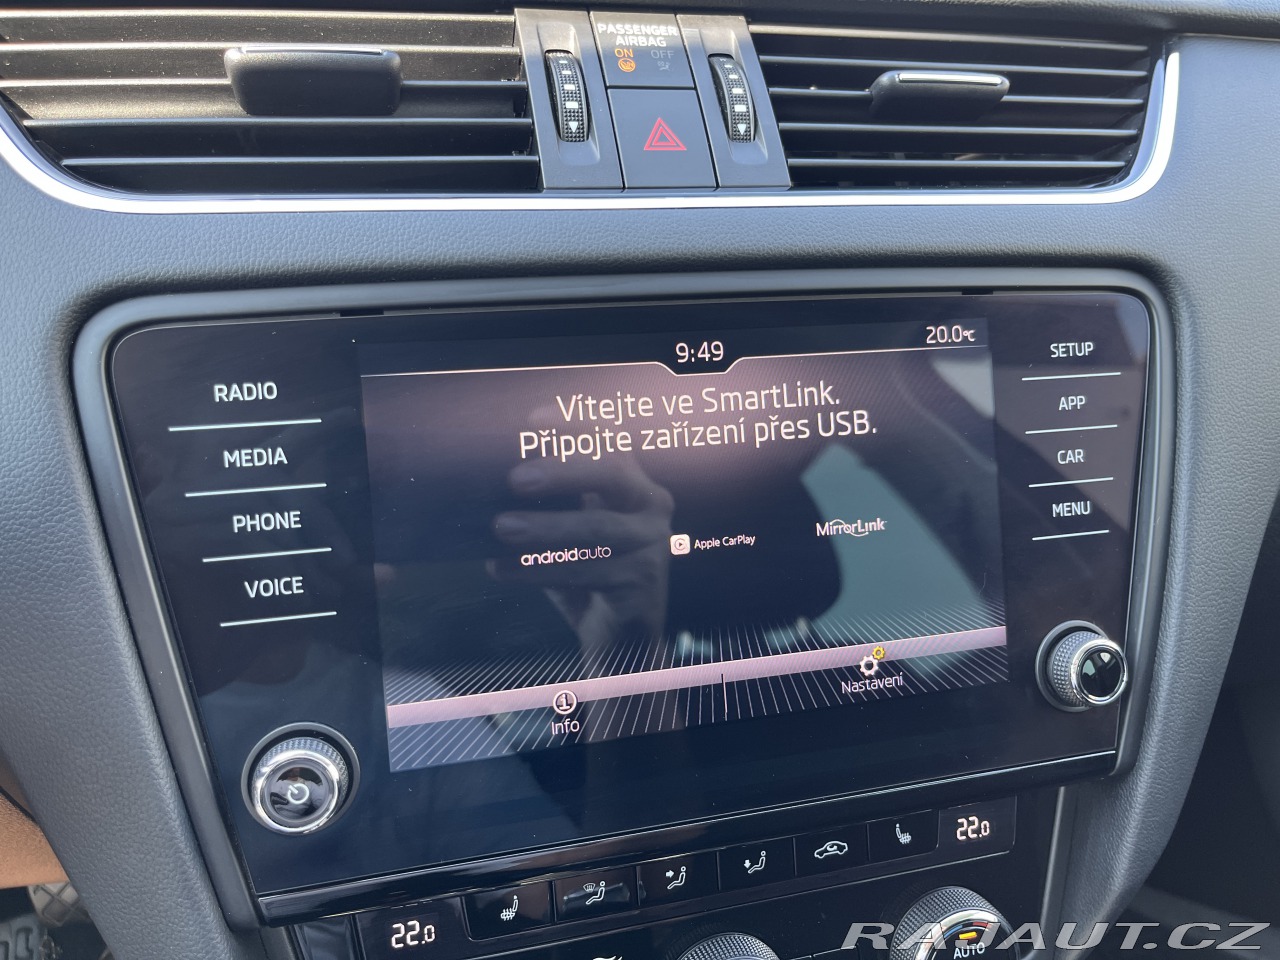 PASSENGER
AIRBAG
ON OFF
9:49
20.0°C
RADIO
MEDIA
PHONE
VOICE
Vítejte ve SmartLink.
Připojte zařízení přes USB.
androidauto
Apple CarPlay
MirrorLink
Info
Nastavení
SETUP
APP
CAR
MENU
22.0
22.0
AUTO
RAJAUT.CZ